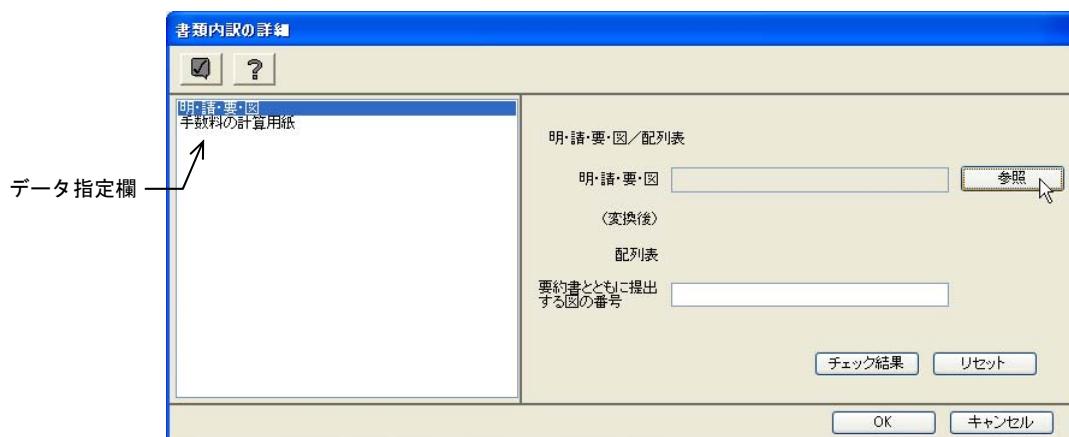 書類内訳の詳細
?
明・請・要・図
手数料の計算用紙
データ指定欄
明・請・要・図／配列表
明・請・要・図
参照
(変換後)
配列表
要約書とともに提出
する図の番号
チェック結果
リセット
OK
キャンセル